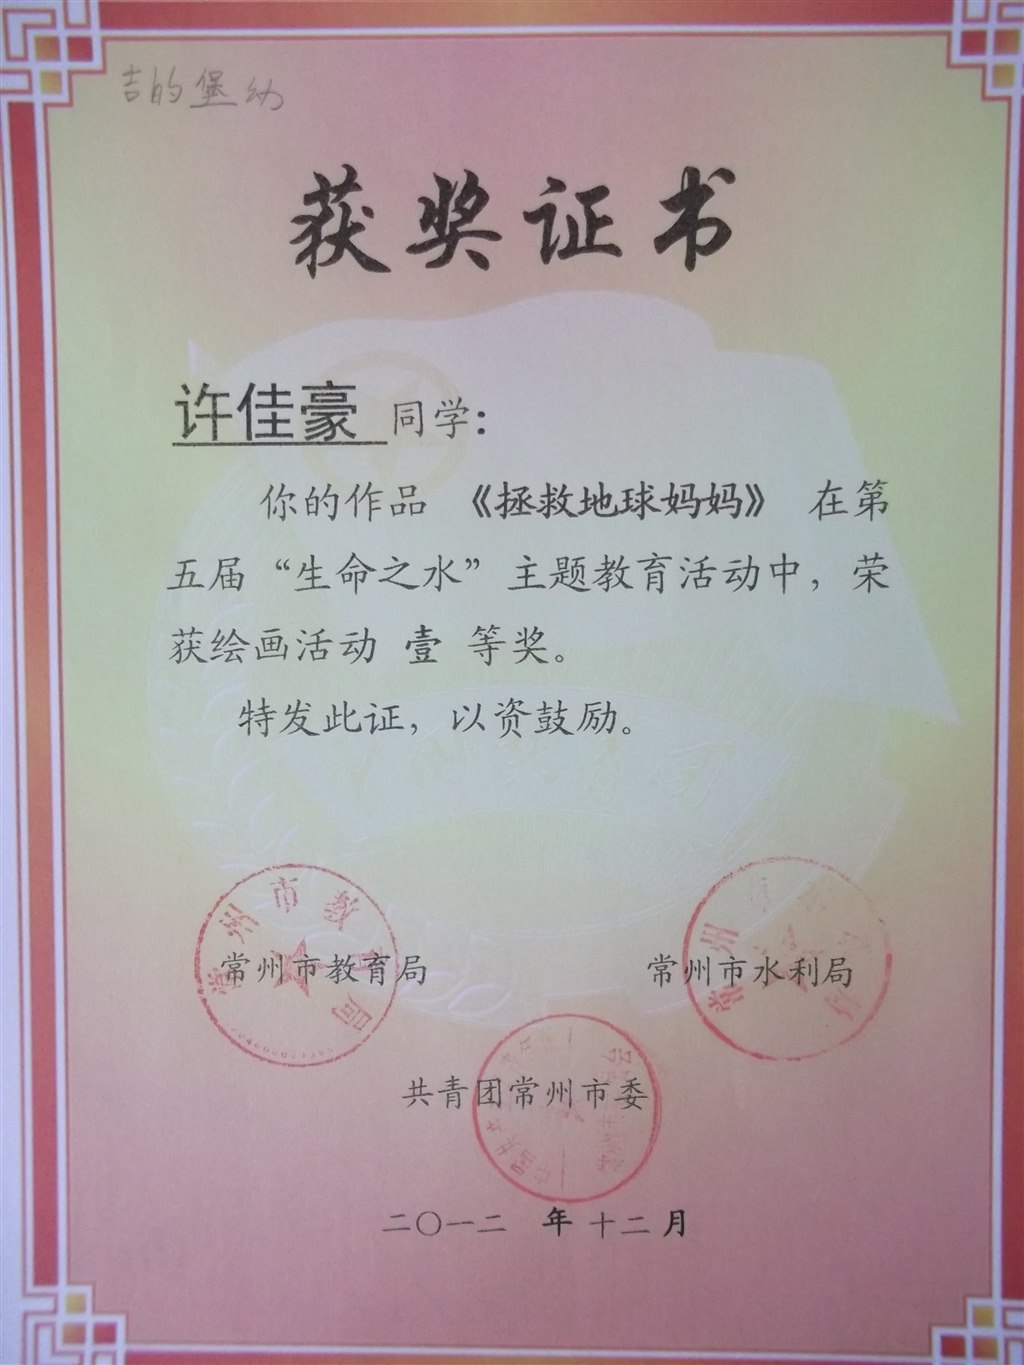 吉的堡幼
获奖证书
许佳豪 同学：
你的作品 《拯救地球妈妈》 在第
五届“生命之水”主题教育活动中，荣
获绘画活动 壹 等奖。
特发此证，以资鼓励。
常州市教育局
常州市水利局
共青团常州市委
二〇一二 年 十二 月